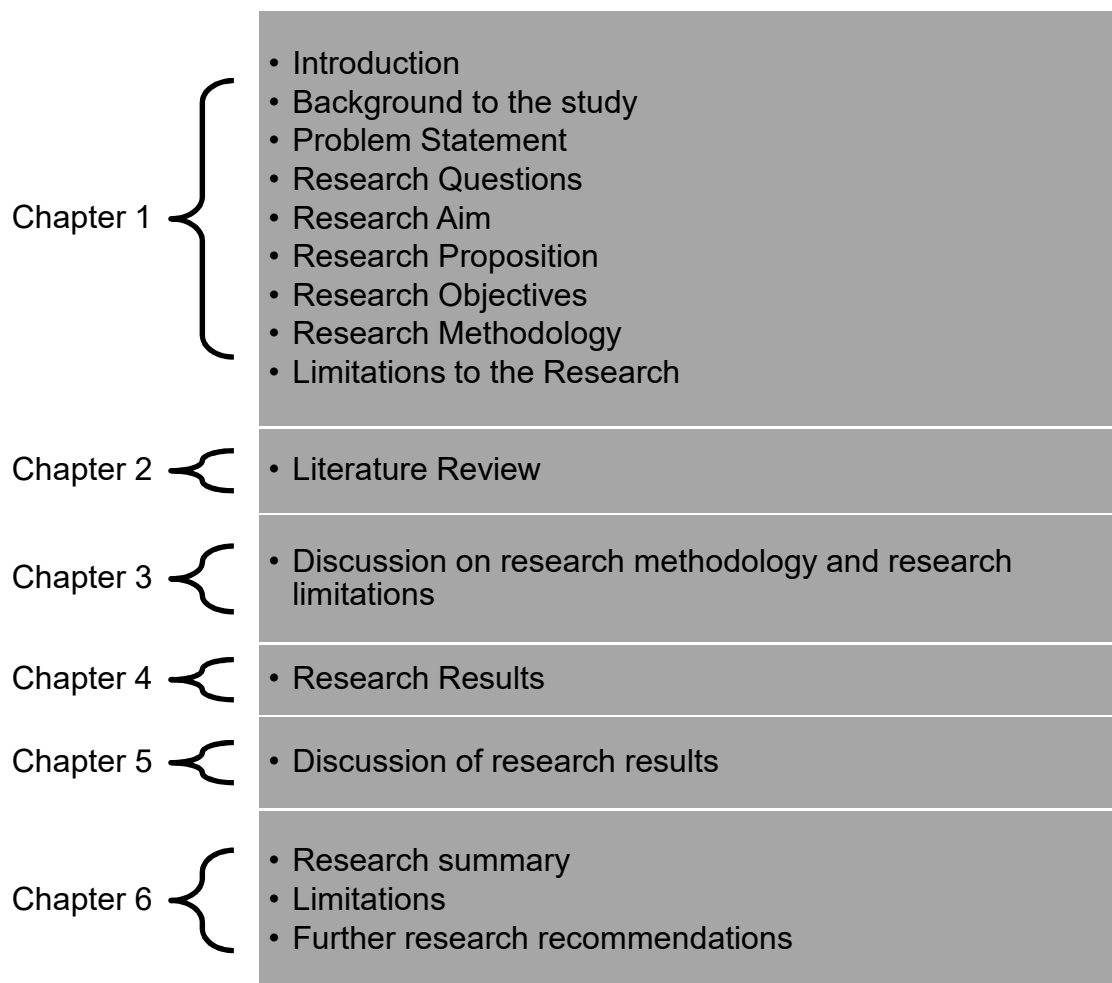 Chapter 1
• Introduction
• Background to the study
• Problem Statement
• Research Questions
• Research Aim
• Research Proposition
• Research Objectives
• Research Methodology
• Limitations to the Research
Chapter 2
• Literature Review
Chapter 3
• Discussion on research methodology and research
limitations
Chapter 4
• Research Results
Chapter 5
• Discussion of research results
Chapter 6
• Research summary
• Limitations
• Further research recommendations